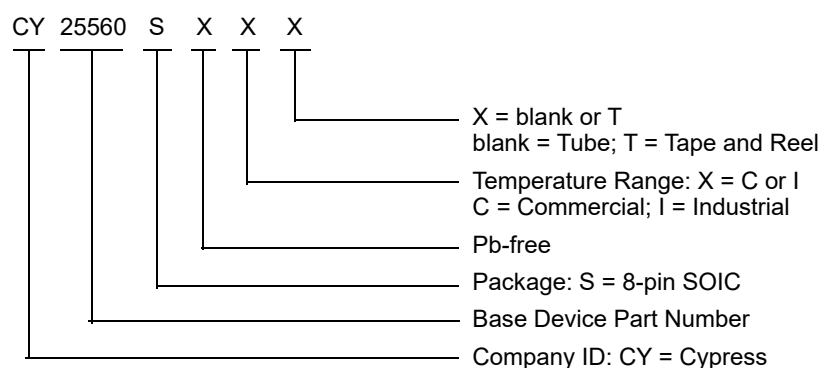 CY 25560 S X X X
X = blank or T
blank = Tube; T = Tape and Reel
Temperature Range: X = C or I
C = Commercial; I = Industrial
Pb-free
Package: S = 8-pin SOIC
Base Device Part Number
Company ID: CY = Cypress